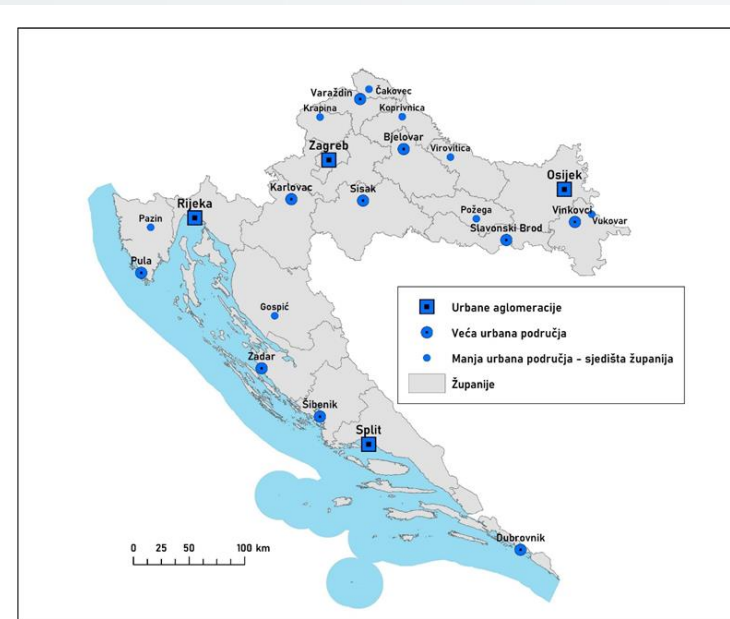 Varaždin
Čakovec
Krapina
Koprivnica
Zagreb
Bjelovar
Virovitica
Osijek
Karlovac
Sisak
Rijeka
Požega
Vinkovci
Vukovar
Pazin
Slavonski Brod
Pula
Gospić
Urbane aglomeracije
Veća urbana područja
Manja urbana područja - sjedišta županija
Županije
Zadar
Šibenik
Split
Dubrovnik
0 25 50 100 km